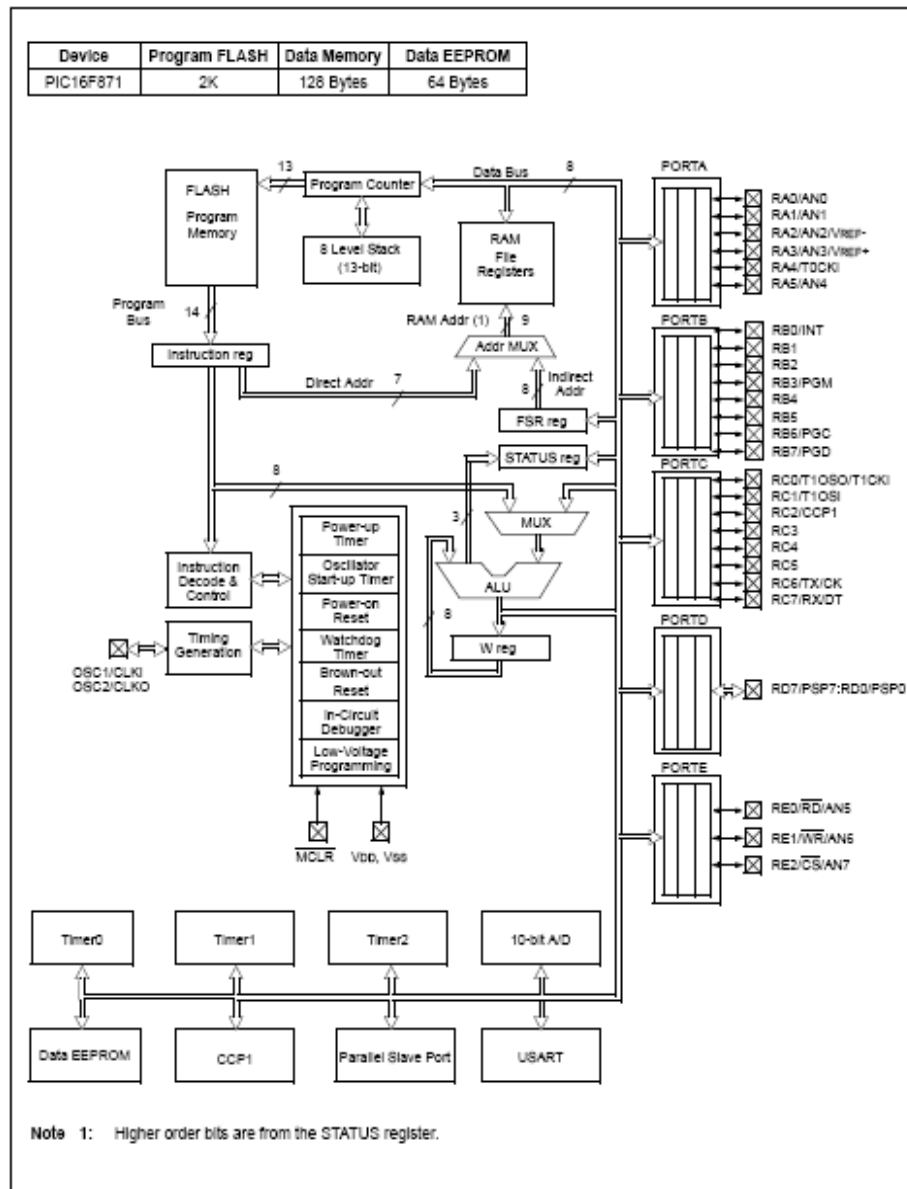 Device Program FLASH Data Memory Data EEPROM
PIC16F871 2K 128 Bytes 64 Bytes
13
Data Bus
8
PORTA
FLASH
Program
Memory
Program Counter
8 Level Stack
(13-bit)
RAM
File
Registers
RA0/AN0
RA1/AN1
RA2/AN2/VREF-
RA3/AN3/VREF+
RA4/T0CKI
RA5/AN4
Program
Bus
14
RAM Addr (1)
9
PORTB
Instruction reg
Addr MUX
Direct Addr
7
8
Indirect
Addr
FSR reg
RB0/INT
RB1
RB2
RB3/PGM
RB4
RB5
RB6/PGC
RB7/PGD
STATUS reg
PORTC
8
3
MUX
RC0/T1OSO/T1CKI
RC1/T1OSI
RC2/CCP1
RC3
RC4
RC5
RC6/TX/CK
RC7/RX/DT
Instruction
Decode &
Control
Power-up
Timer
Oscillator
Start-up Timer
Power-on
Reset
Watchdog
Timer
Brown-out
Reset
In-Circuit
Debugger
Low-Voltage
Programming
ALU
8
W reg
Timing
Generation
OSC1/CLKI
OSC2/CLKO
PORTD
RD7/PSP7:RD0/PSP0
MCLR
VDD, VSS
PORTE
RE0/RD/AN5
RE1/WR/AN6
RE2/CS/AN7
Timer0
Timer1
Timer2
10-bit A/D
Data EEPROM
CCP1
Parallel Slave Port
USART
Note 1: Higher order bits are from the STATUS register.